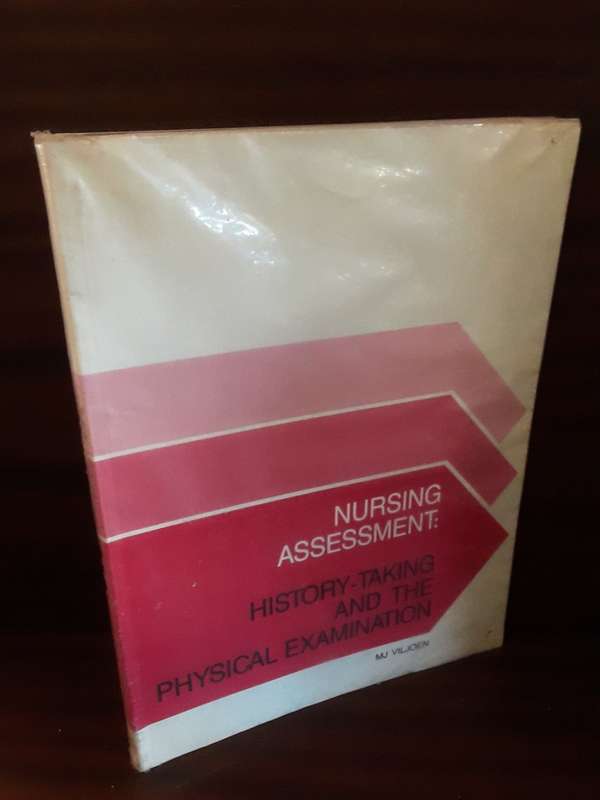 NURSING
ASSESSMENT:
HISTORY-TAKING
AND THE
PHYSICAL EXAMINATION
MJ VILJOEN